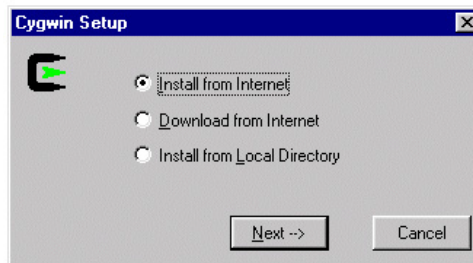 Cygwin Setup
Install from Internet
Download from Internet
Install from Local Directory
Next -->
Cancel